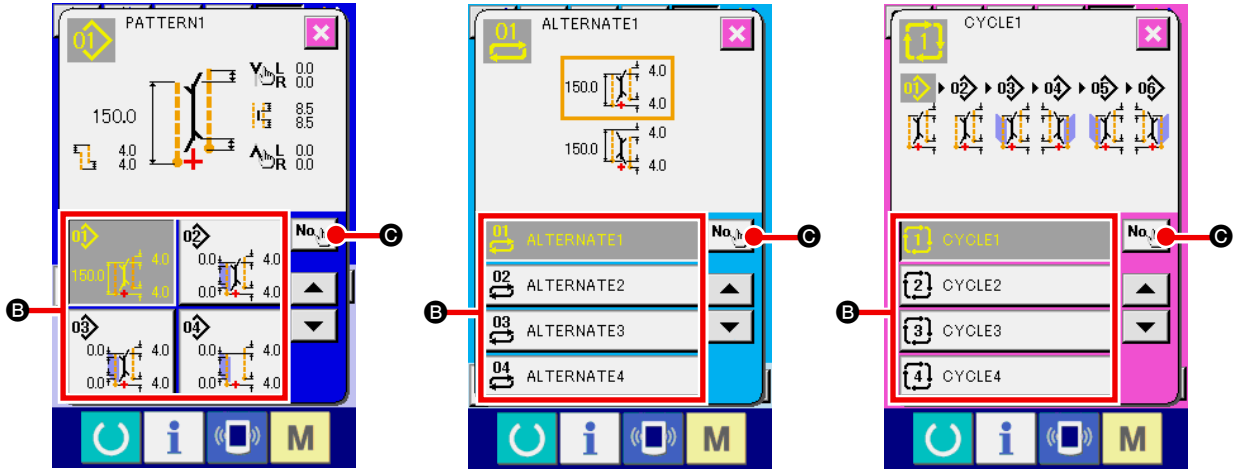 01
PATTERN1
150.0
L 0.0
R 0.0
8.5
8.5
4.0
4.0
L 0.0
R 0.0
01
150.0
4.0
4.0
02
0.0
4.0
0.0
4.0
No.
C
B
03
0.0
4.0
0.0
4.0
04
0.0
4.0
0.0
4.0
i
M
01
ALTERNATE1
150.0
4.0
4.0
150.0
4.0
4.0
01 ALTERNATE1
No.
C
02 ALTERNATE2
B
03 ALTERNATE3
04 ALTERNATE4
i
M
1
CYCLE1
01 02 03 04 05 06
1 CYCLE1
No.
C
2 CYCLE2
B
3 CYCLE3
4 CYCLE4
i
M